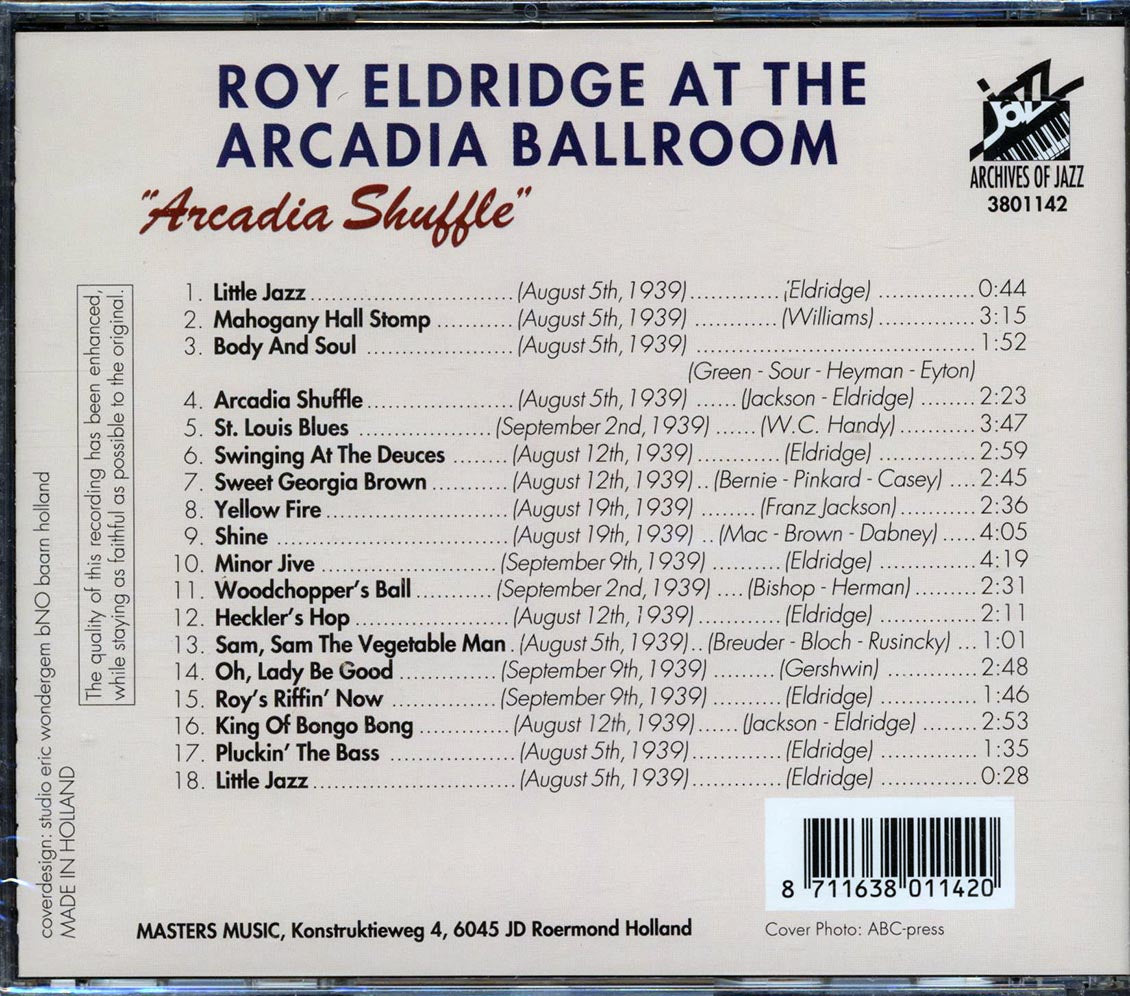 ROY ELDRIDGE AT THE
ARCADIA BALLROOM
"Arcadia Shuffle"
jazz
ARCHIVES OF JAZZ
3801142
1. Little Jazz ............................. (August 5th, 1939) ............. (Eldridge) .............. 0:44
2. Mahogany Hall Stomp ........... (August 5th, 1939) ............ (Williams) ............... 3:15
3. Body And Soul ..................... (August 5th, 1939) ........................................ 1:52
(Green - Sour - Heyman - Eyton)
4. Arcadia Shuffle ..................... (August 5th, 1939) ...... (Jackson - Eldridge) ........ 2:23
5. St. Louis Blues ................... (September 2nd, 1939) ...... (W.C. Handy) ........... 3:47
6. Swinging At The Deuces ........ (August 12th, 1939) ............. (Eldridge) .............. 2:59
7. Sweet Georgia Brown ........... (August 12th, 1939) .. (Bernie - Pinkard - Casey) .... 2:45
8. Yellow Fire .......................... (August 19th, 1939) ........ (Franz Jackson) ........... 2:36
9. Shine ................................. (August 19th, 1939) .. (Mac - Brown - Dabney) ..... 4:05
10. Minor Jive ......................... (September 9th, 1939) .......... (Eldridge) .............. 4:19
11. Woodchopper's Ball ........... (September 2nd, 1939) .... (Bishop - Herman) ......... 2:31
12. Heckler's Hop ..................... (August 12th, 1939) ............. (Eldridge) .............. 2:11
13. Sam, Sam The Vegetable Man . (August 5th, 1939) .. (Breuder - Bloch - Rusincky) ... 1:01
14. Oh, Lady Be Good .............. (September 9th, 1939) .......... (Gershwin) ............. 2:48
15. Roy's Riffin' Now ............... (September 9th, 1939) ........... (Eldridge) .............. 1:46
16. King Of Bongo Bong ............. (August 12th, 1939) ....... (Jackson - Eldridge) ........ 2:53
17. Pluckin' The Bass .................. (August 5th, 1939) ............. (Eldridge) .............. 1:35
18. Little Jazz ............................. (August 5th, 1939) ............. (Eldridge) .............. 0:28
The quality of this recording has been enhanced,
while staying as faithful as possible to the original.
coverdesign: studio eric wondergem bNO baarn holland
MADE IN HOLLAND
8 711638 011420
MASTERS MUSIC, Konstruktieweg 4, 6045 JD Roermond Holland
Cover Photo: ABC-press